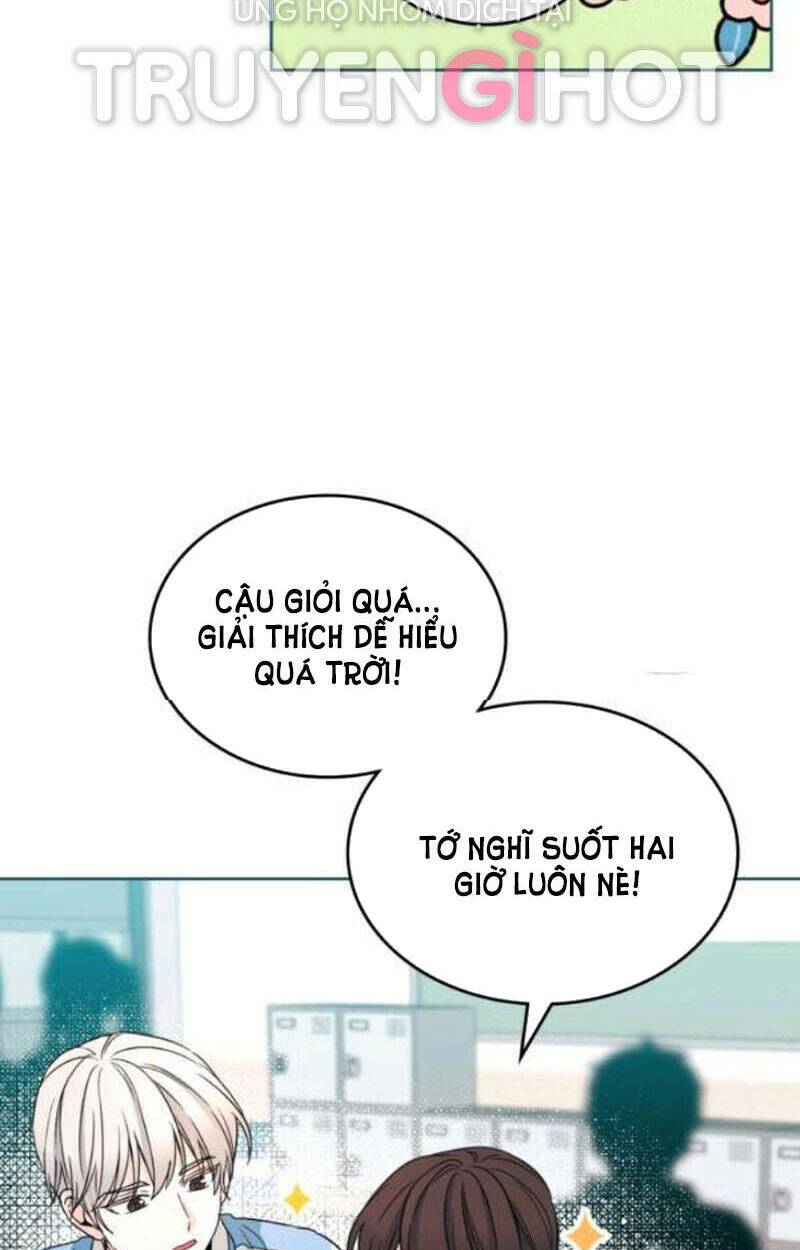 ỦNG HỘ NHÓM DỊCH TẠI
TRUYENGIHOT
CẬU GIỎI QUÁ...
GIẢI THÍCH DỄ HIỂU
QUÁ TRỜI!
TỚ NGHĨ SUỐT HAI
GIỜ LUÔN NÈ!